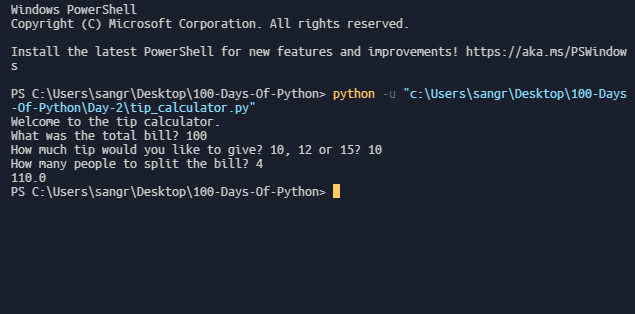 Windows PowerShell
Copyright (C) Microsoft Corporation. All rights reserved.
Install the latest PowerShell for new features and improvements! https://aka.ms/PSWindow
s
PS C:\Users\sangr\Desktop\100-Days-Of-Python> python -u "c:\Users\sangr\Desktop\100-Days
-Of-Python\Day-2\tip_calculator.py"
Welcome to the tip calculator.
What was the total bill? 100
How much tip would you like to give? 10, 12 or 15? 10
How many people to split the bill? 4
110.0
PS C:\Users\sangr\Desktop\100-Days-Of-Python>